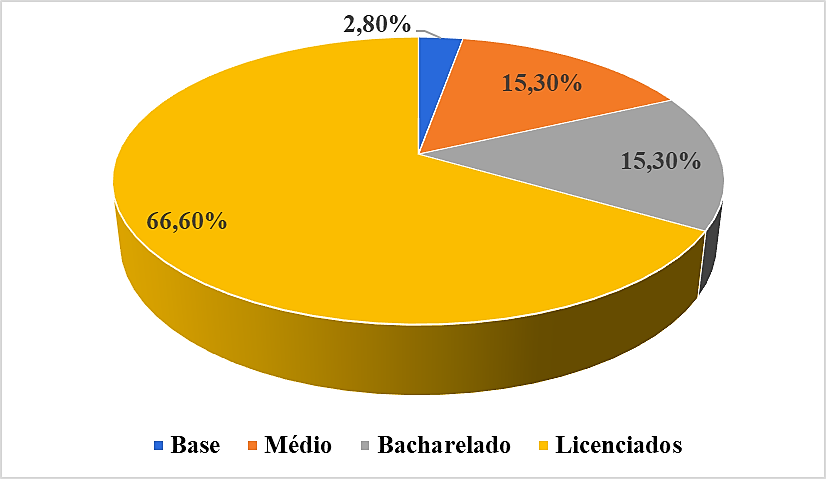 2,80%
15,30%
15,30%
66,60%
Base Médio Bacharelado Licenciados